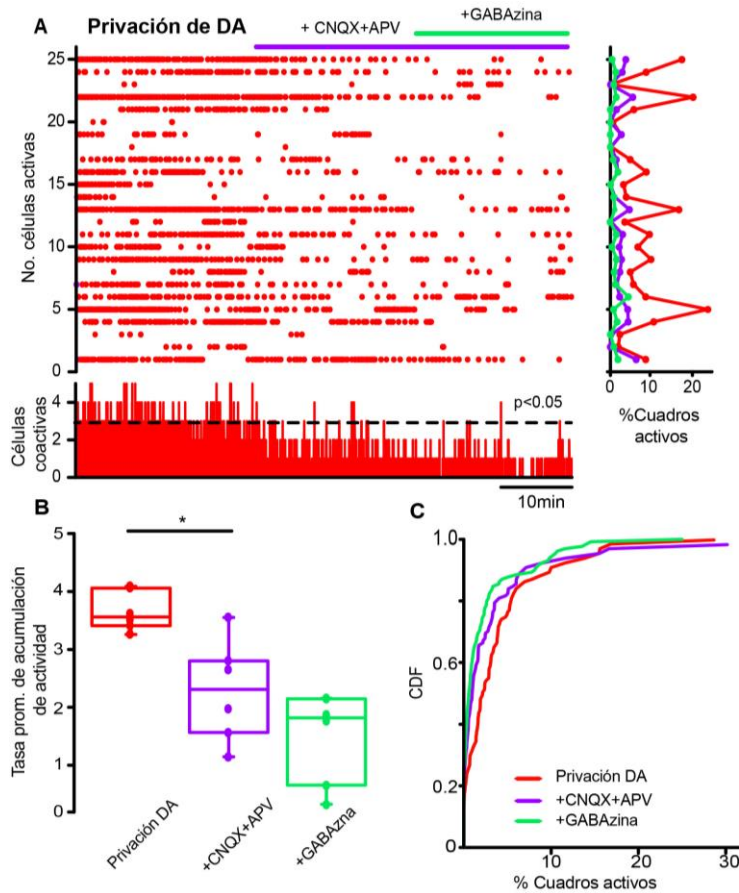 A
Privación de DA
+ CNQX+APV
+GABAzina
No. células activas
25
20
15
10
5
0
0
10
20
%Cuadros
activos
Células
coactivas
4
2
0
p<0.05
10min
B
Tasa prom. de acumulación
de actividad
5
4
3
2
1
0
*
Privación DA
+CNQX+APV
+GABAzina
C
CDF
1.0
0.6
0.2
0
10
20
30
% Cuadros activos
Privación DA
+CNQX+APV
+GABAzina